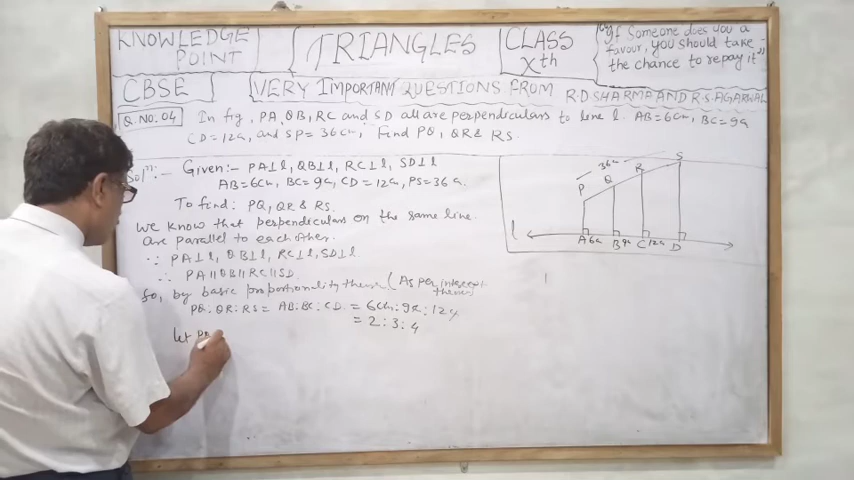 KNOWLEDGE POINT
TRIANGLES
CLASS Xth
"If Someone does you a
favour, you should take
the chance to repay it"
CBSE
VERY IMPORTANT QUESTIONS FROM R.D SHARMA AND R.S. AGARWAL
Q.NO.04 In fig, PA, QB, RC and SD all are perpendiculars to line l. AB=6cm, BC=9cm
CD=12cm, and SP=36cm, Find PQ, QR & RS.
Solⁿ:- Given:- PA⊥l, QB⊥l, RC⊥l, SD⊥l
AB=6cm, BC=9cm, CD=12cm, PS=36cm.
To find: PQ, QR & RS.
We know that perpendiculars on the same line.
are parallel to each other.
∵ PA⊥l, QB⊥l, RC⊥l, SD⊥l.
∴ PA||QB||RC||SD.
So, by basic proportionality
(As per intercept
PQ:QR:RS = AB:BC:CD. = 6cm:9cm:12cm
= 2:3:4
let PQ
36cm
P Q R S
l
A 6cm B 9cm C 12cm D